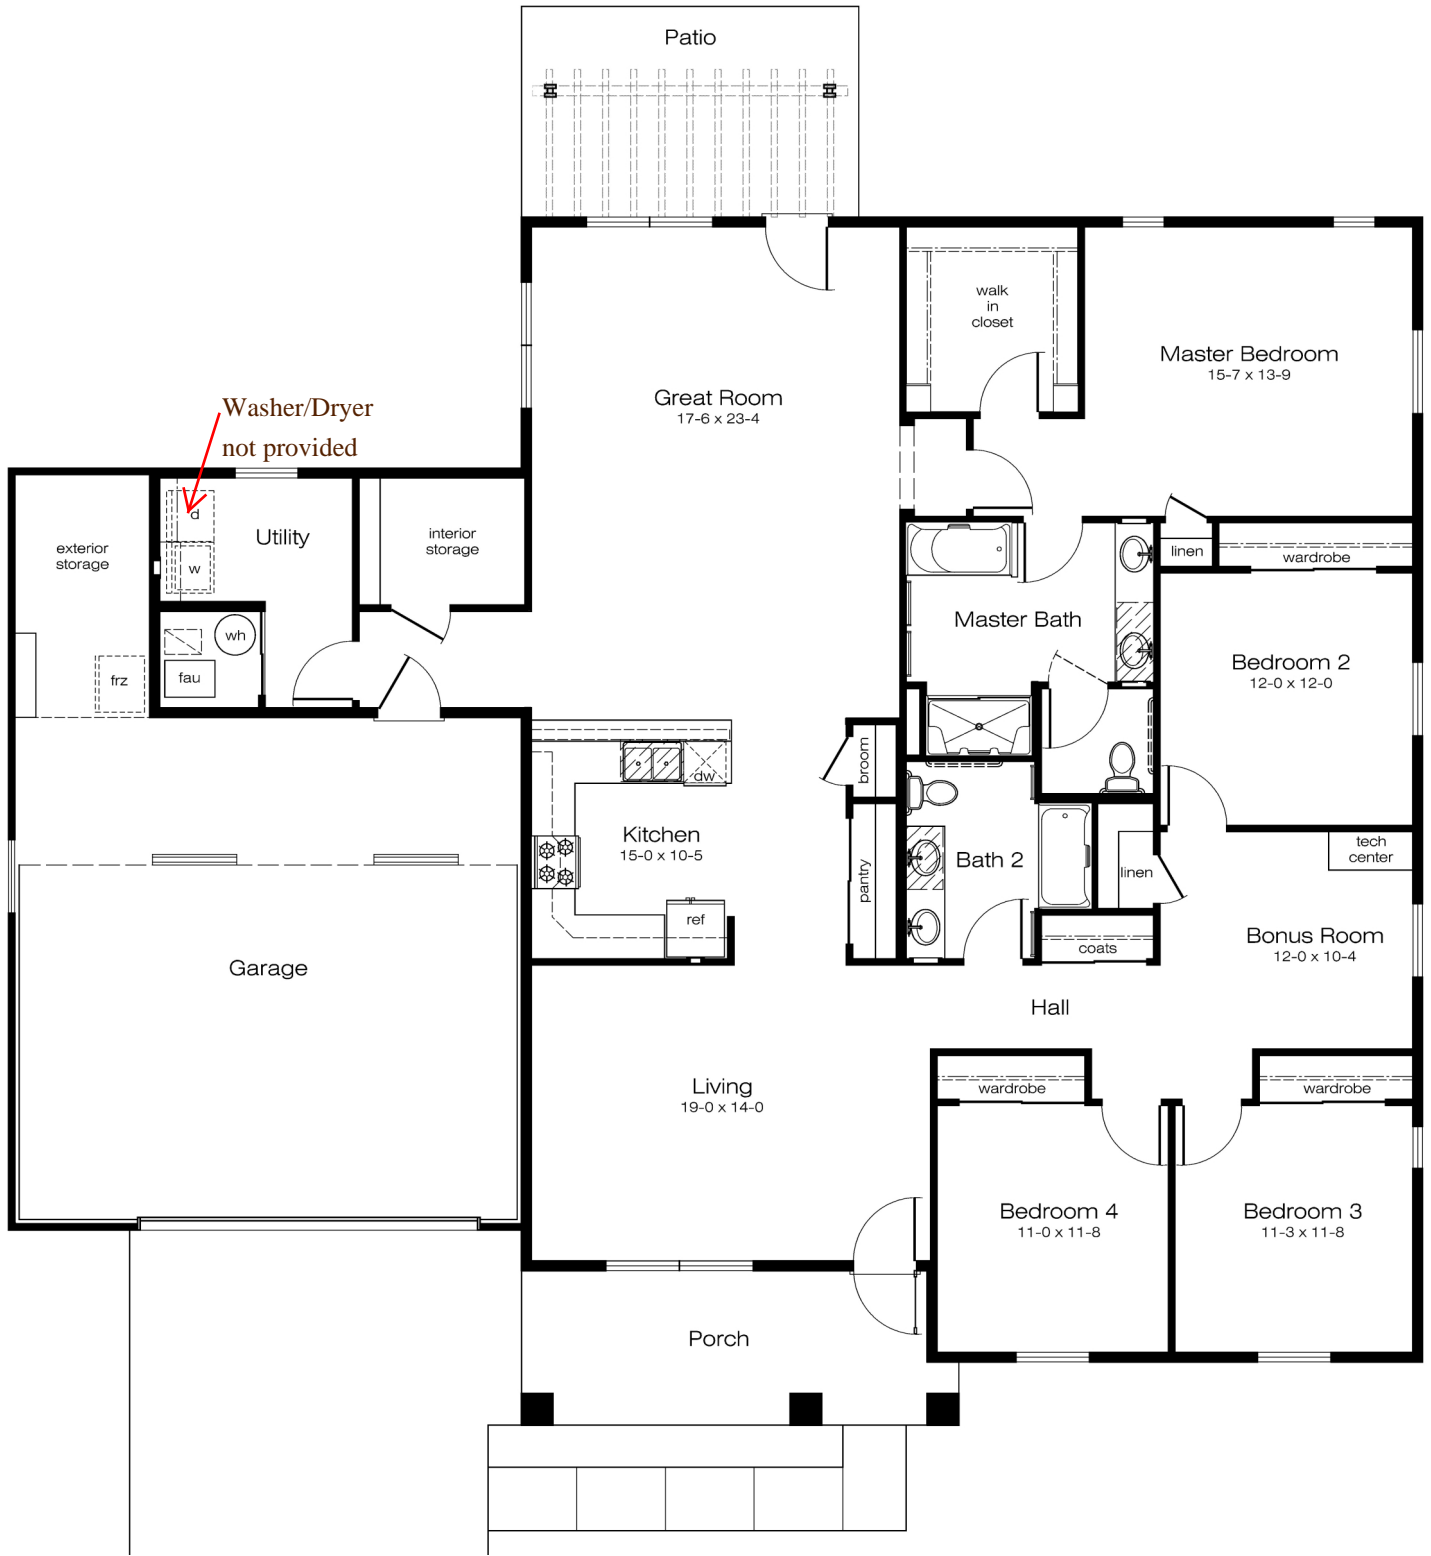 Patio
walk
in
closet
Master Bedroom
15-7 x 13-9
Great Room
17-6 x 23-4
Washer/Dryer
not provided
d
w
Utility
exterior
storage
interior
storage
wh
fau
frz
linen
wardrobe
Master Bath
Bedroom 2
12-0 x 12-0
dw
broom
Kitchen
15-0 x 10-5
pantry
Bath 2
linen
tech
center
ref
coats
Bonus Room
12-0 x 10-4
Garage
Hall
Living
19-0 x 14-0
wardrobe
wardrobe
Bedroom 4
11-0 x 11-8
Bedroom 3
11-3 x 11-8
Porch